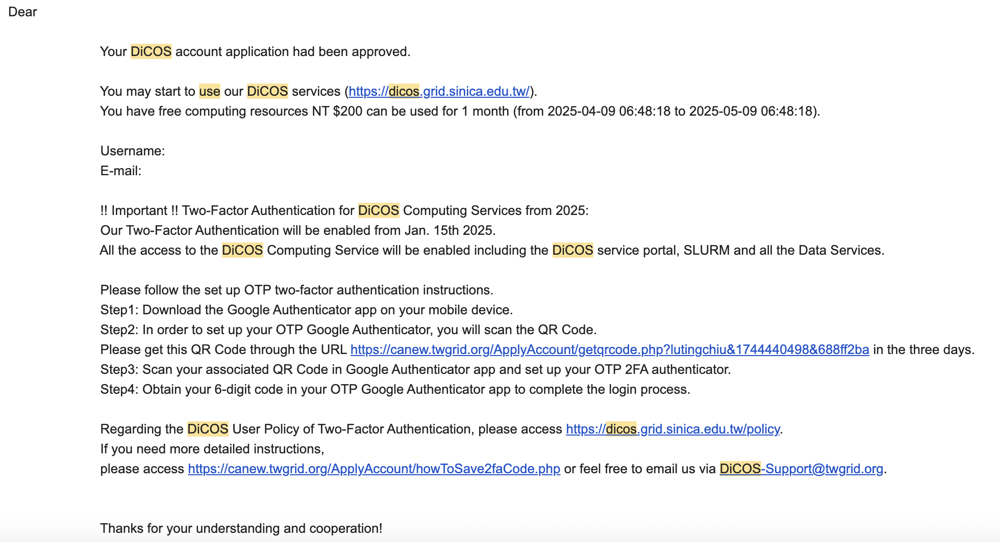 Dear
Your DiCOS account application had been approved.
You may start to use our DiCOS services (https://dicos.grid.sinica.edu.tw/).
You have free computing resources NT $200 can be used for 1 month (from 2025-04-09 06:48:18 to 2025-05-09 06:48:18).
Username:
E-mail:
!! Important !! Two-Factor Authentication for DiCOS Computing Services from 2025:
Our Two-Factor Authentication will be enabled from Jan. 15th 2025.
All the access to the DiCOS Computing Service will be enabled including the DiCOS service portal, SLURM and all the Data Services.
Please follow the set up OTP two-factor authentication instructions.
Step1: Download the Google Authenticator app on your mobile device.
Step2: In order to set up your OTP Google Authenticator, you will scan the QR Code.
Please get this QR Code through the URL https://canew.twgrid.org/ApplyAccount/getqrcode.php?lutingchiu&1744440498&688ff2ba in the three days.
Step3: Scan your associated QR Code in Google Authenticator app and set up your OTP 2FA authenticator.
Step4: Obtain your 6-digit code in your OTP Google Authenticator app to complete the login process.
Regarding the DiCOS User Policy of Two-Factor Authentication, please access https://dicos.grid.sinica.edu.tw/policy.
If you need more detailed instructions,
please access https://canew.twgrid.org/ApplyAccount/howToSave2faCode.php or feel free to email us via DiCOS-Support@twgrid.org.
Thanks for your understanding and cooperation!